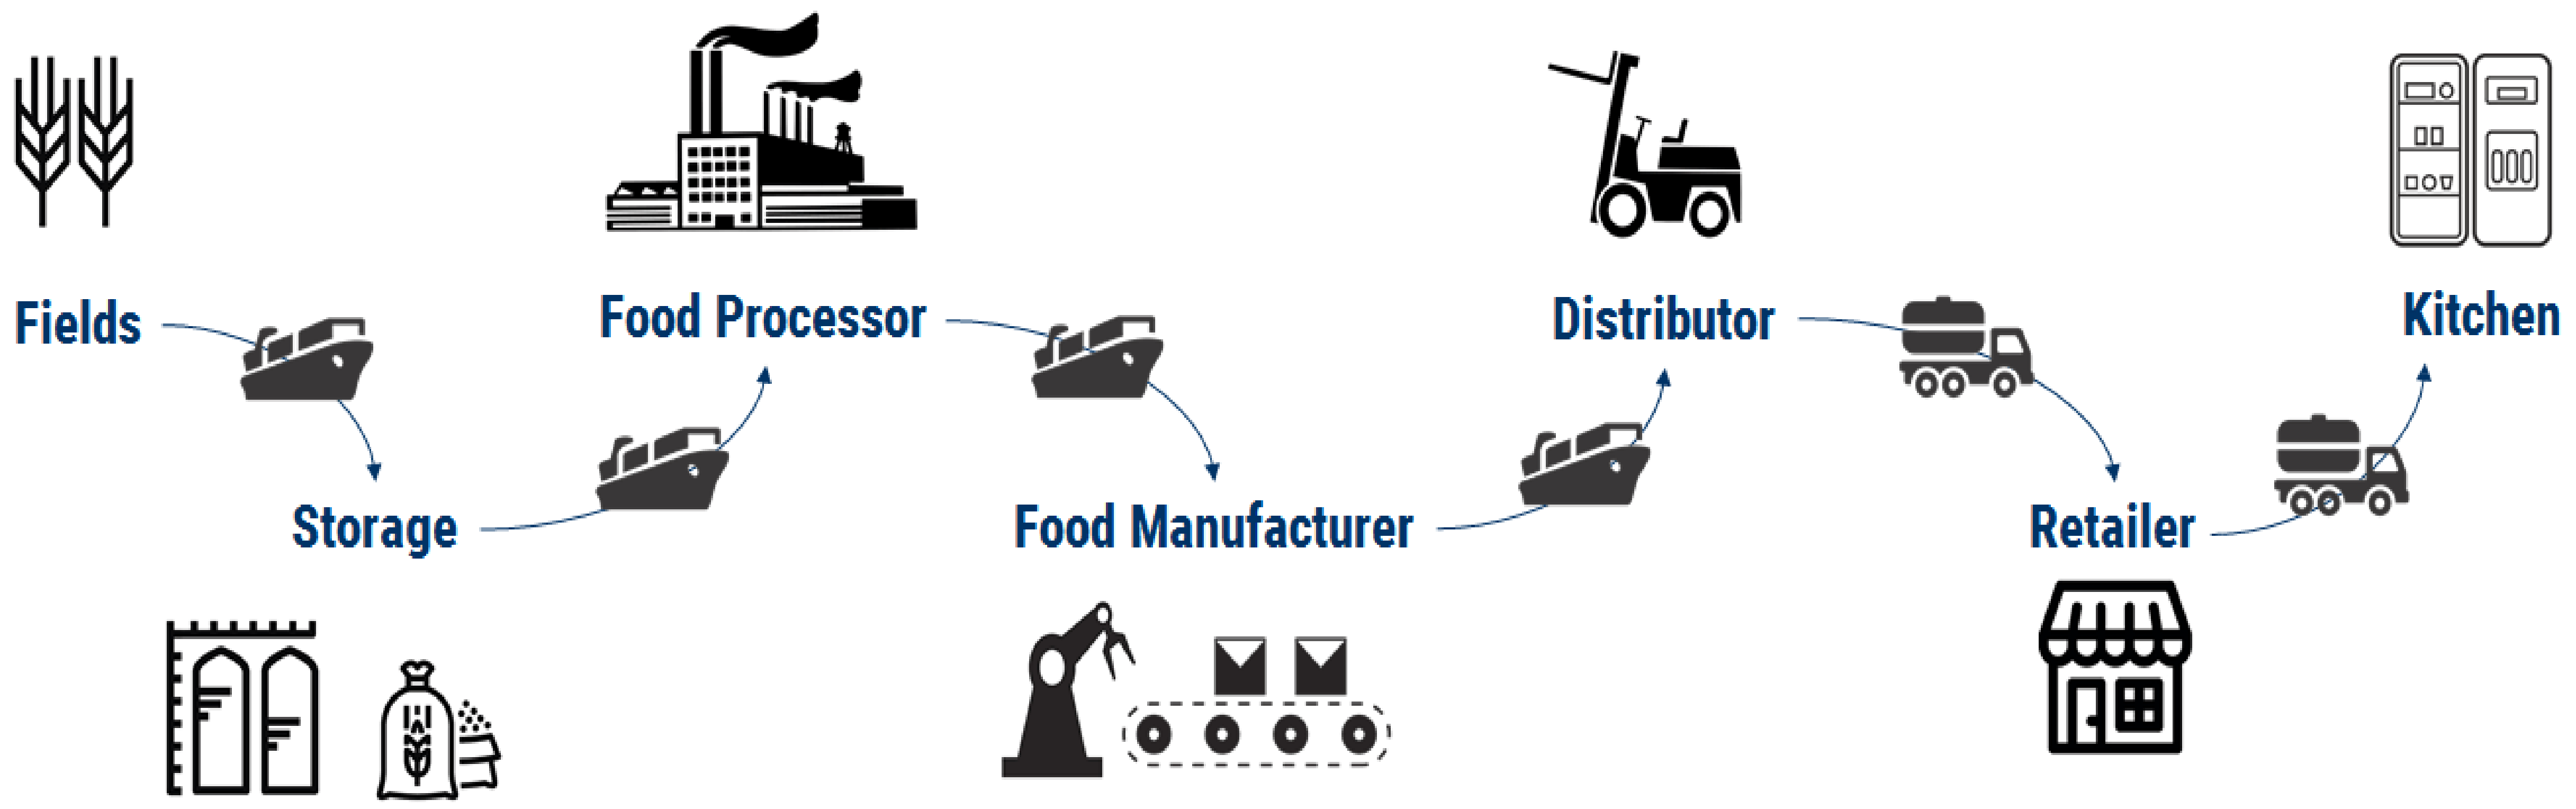 Fields
Storage
Food Processor
Food Manufacturer
Distributor
Retailer
Kitchen